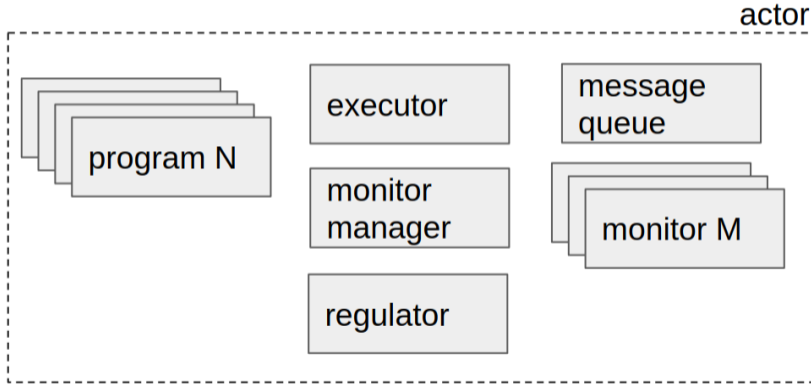 actor
executor
message
queue
program N
monitor
manager
monitor M
regulator